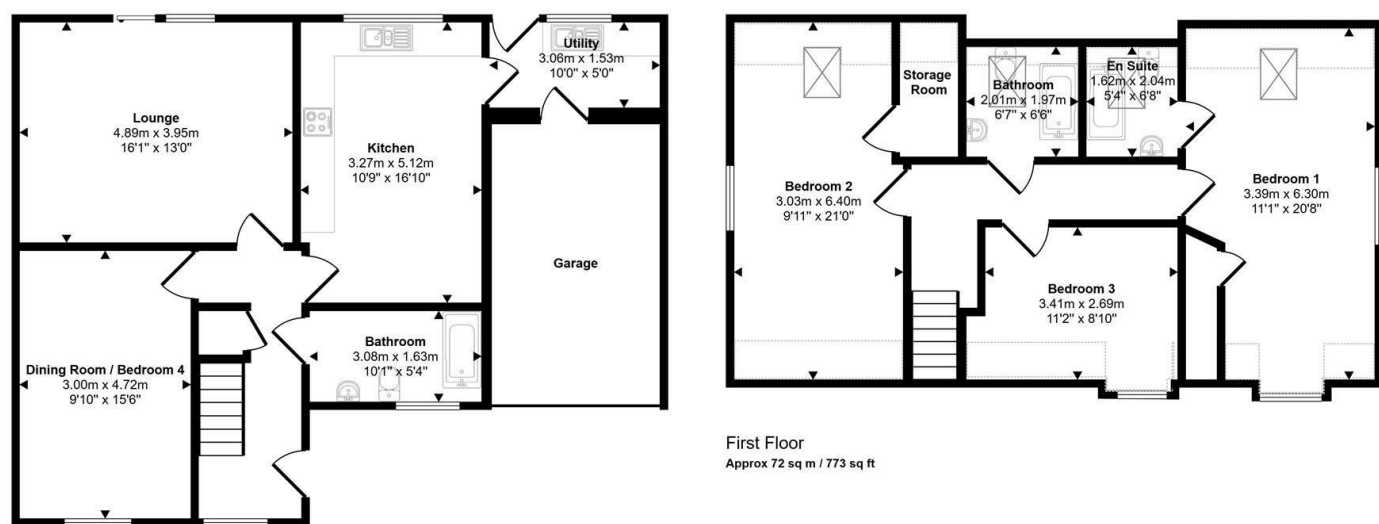 Lounge
4.89m x 3.95m
16'1" x 13'0"
Kitchen
3.27m x 5.12m
10'9" x 16'10"
Utility
3.06m x 1.53m
10'0" x 5'0"
Garage
Dining Room / Bedroom 4
3.00m x 4.72m
9'10" x 15'6"
Bathroom
3.08m x 1.63m
10'1" x 5'4"
Bedroom 2
3.03m x 6.40m
9'11" x 21'0"
Storage
Room
Bathroom
2.01m x 1.97m
6'7" x 6'6"
En Suite
1.62m x 2.04m
5'4" x 6'8"
Bedroom 1
3.39m x 6.30m
11'1" x 20'8"
Bedroom 3
3.41m x 2.69m
11'2" x 8'10"
First Floor
Approx 72 sq m / 773 sq ft